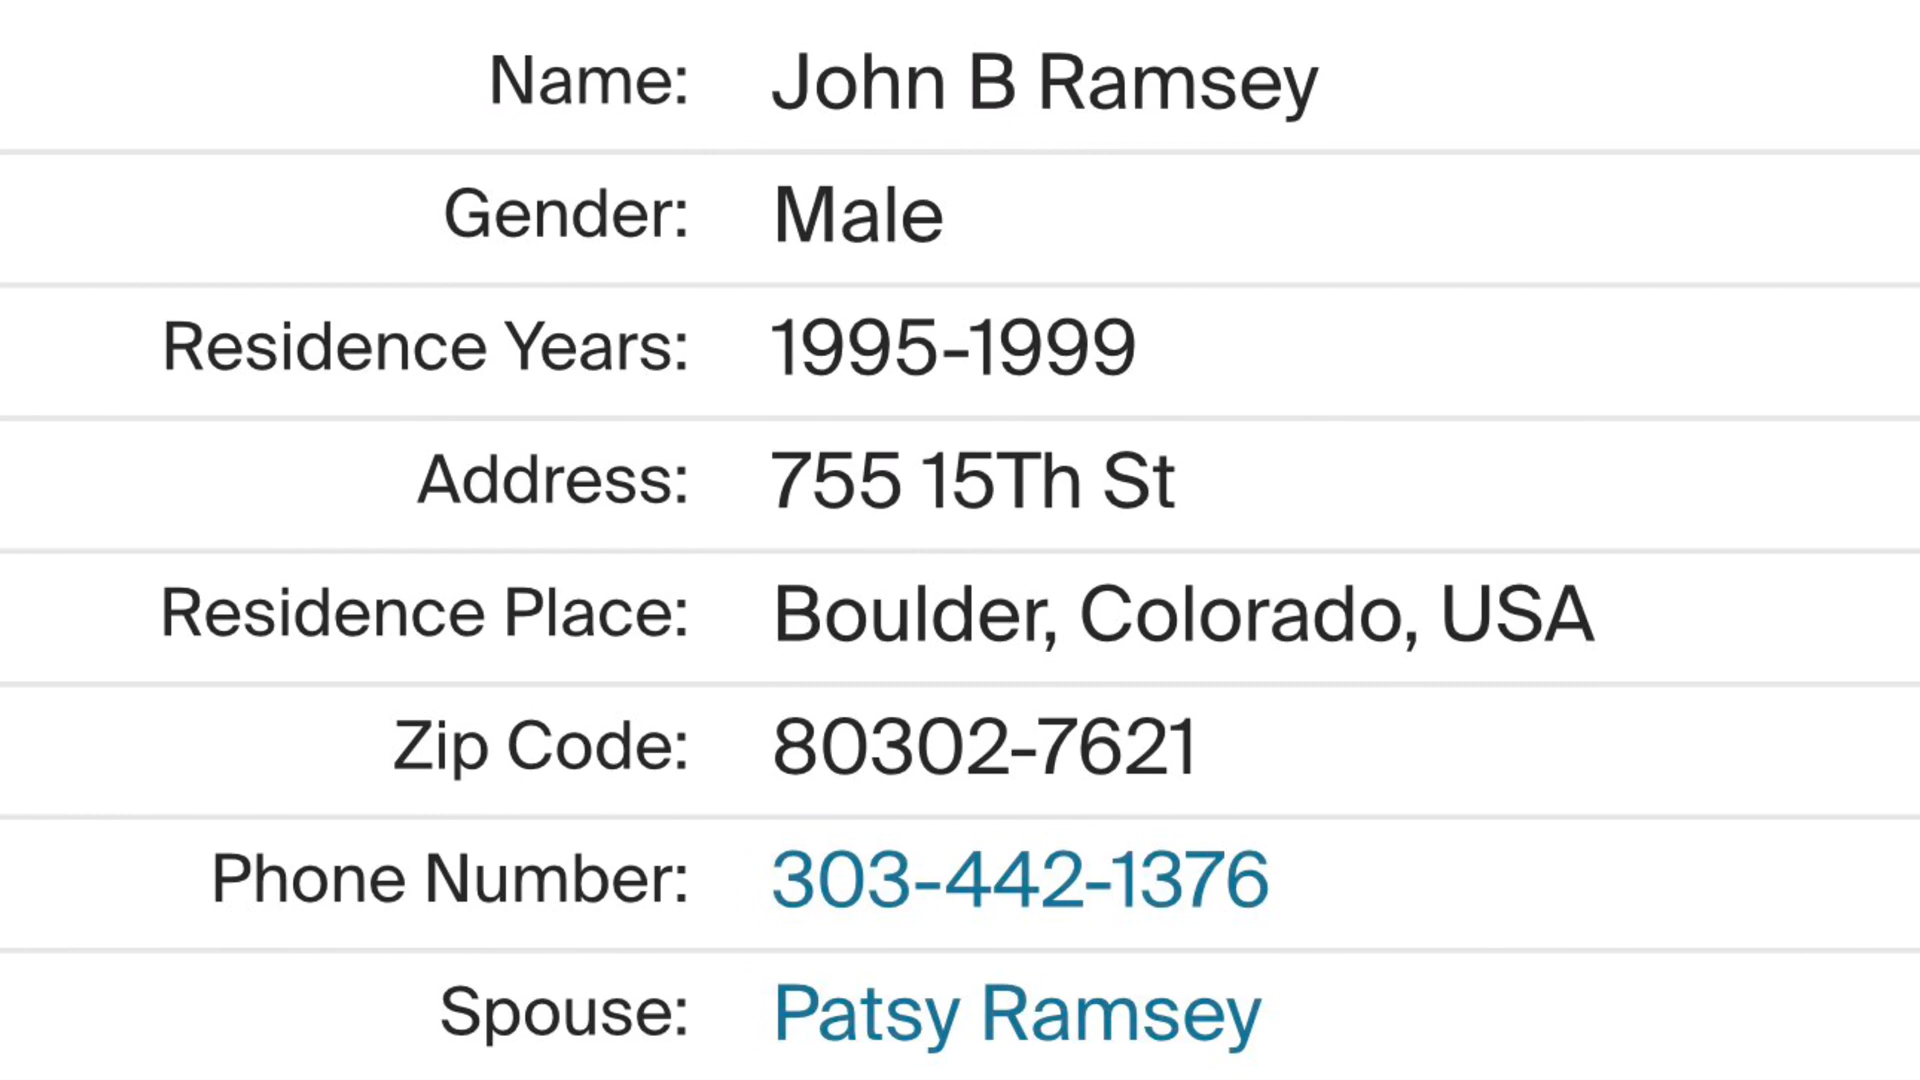 Name: John B Ramsey
Gender: Male
Residence Years: 1995-1999
Address: 755 15Th St
Residence Place: Boulder, Colorado, USA
Zip Code: 80302-7621
Phone Number: 303-442-1376
Spouse: Patsy Ramsey